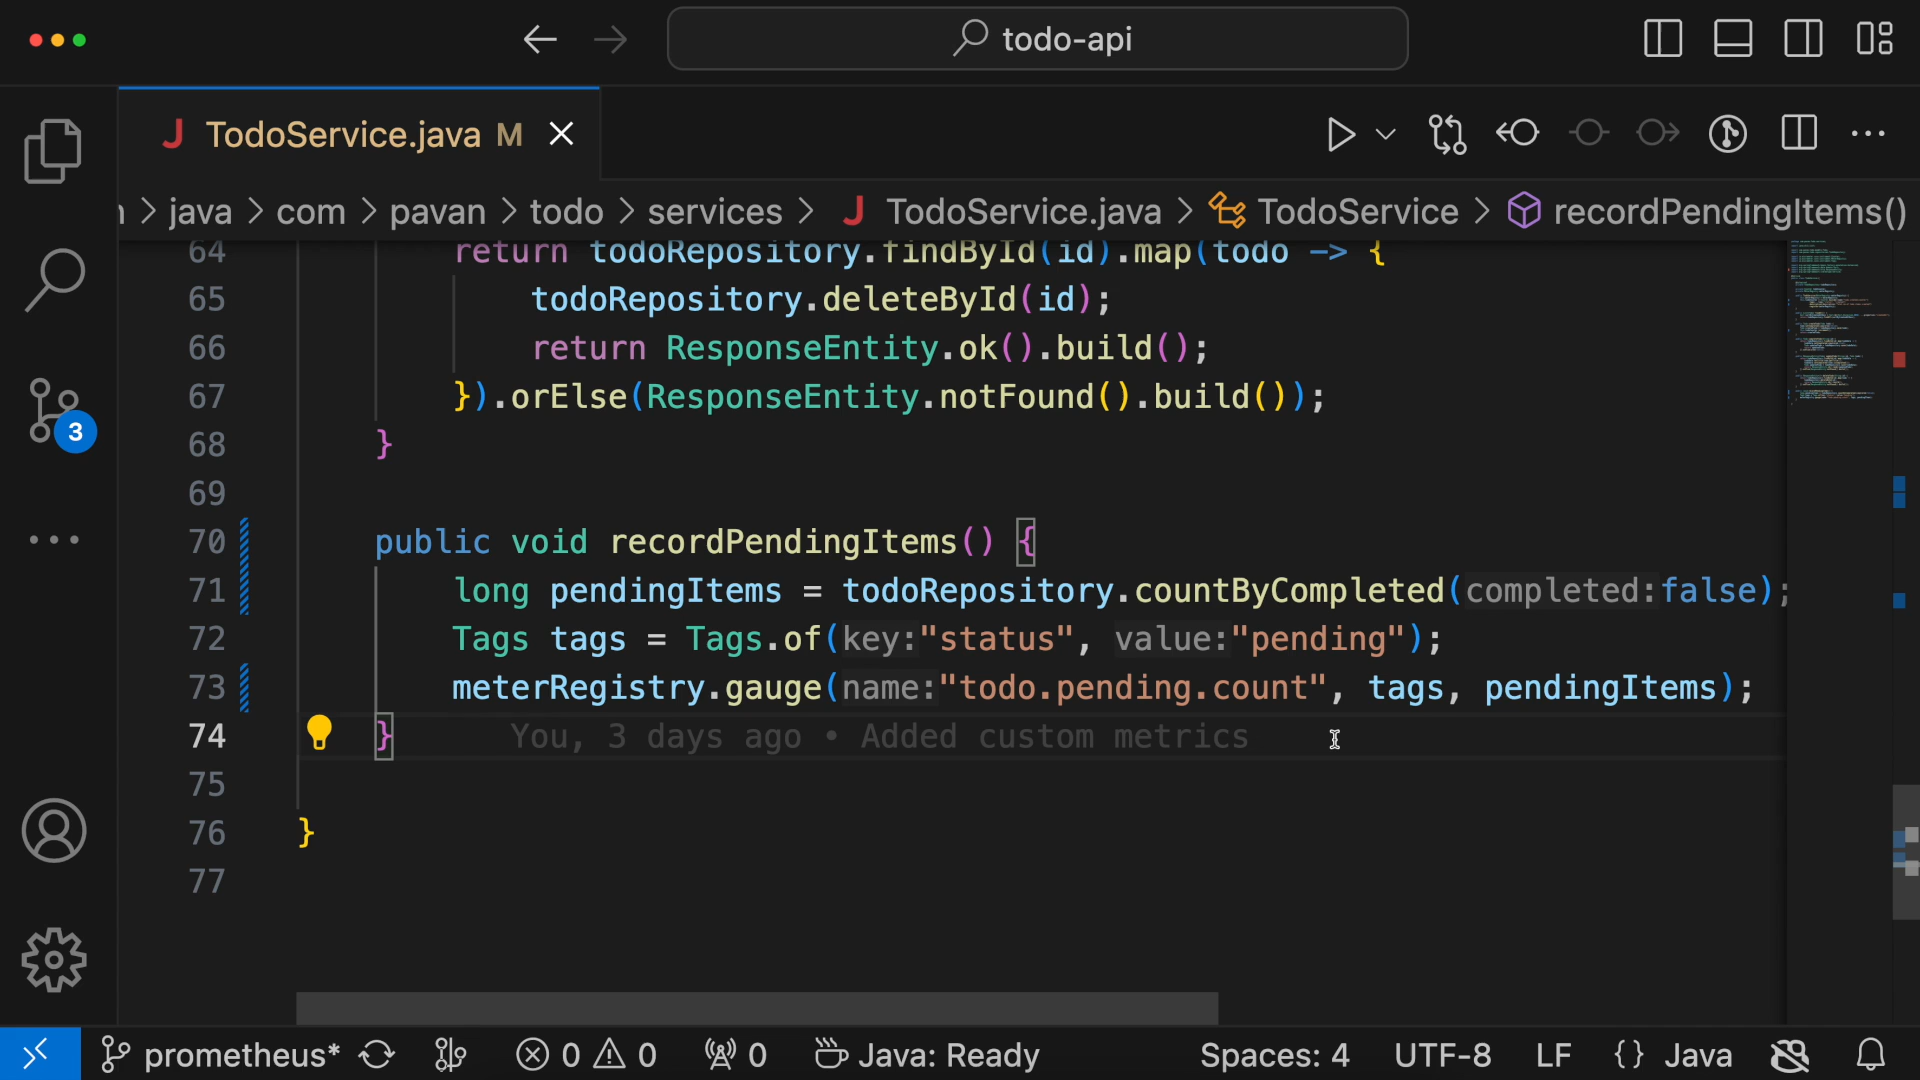 todo-api
TodoService.java M
java > com > pavan > todo > services > TodoService.java > TodoService > recordPendingItems()
64 return todoRepository.findById(id).map(todo -> {
65 todoRepository.deleteById(id);
66 return ResponseEntity.ok().build();
67 }).orElse(ResponseEntity.notFound().build());
68 }
69
70 public void recordPendingItems() {
71 long pendingItems = todoRepository.countByCompleted(completed:false);
72 Tags tags = Tags.of(key:"status", value:"pending");
73 meterRegistry.gauge(name:"todo.pending.count", tags, pendingItems);
74 } You, 3 days ago • Added custom metrics
75
76 }
77
3
prometheus* 0 0 0 Java: Ready Spaces: 4 UTF-8 LF {} Java